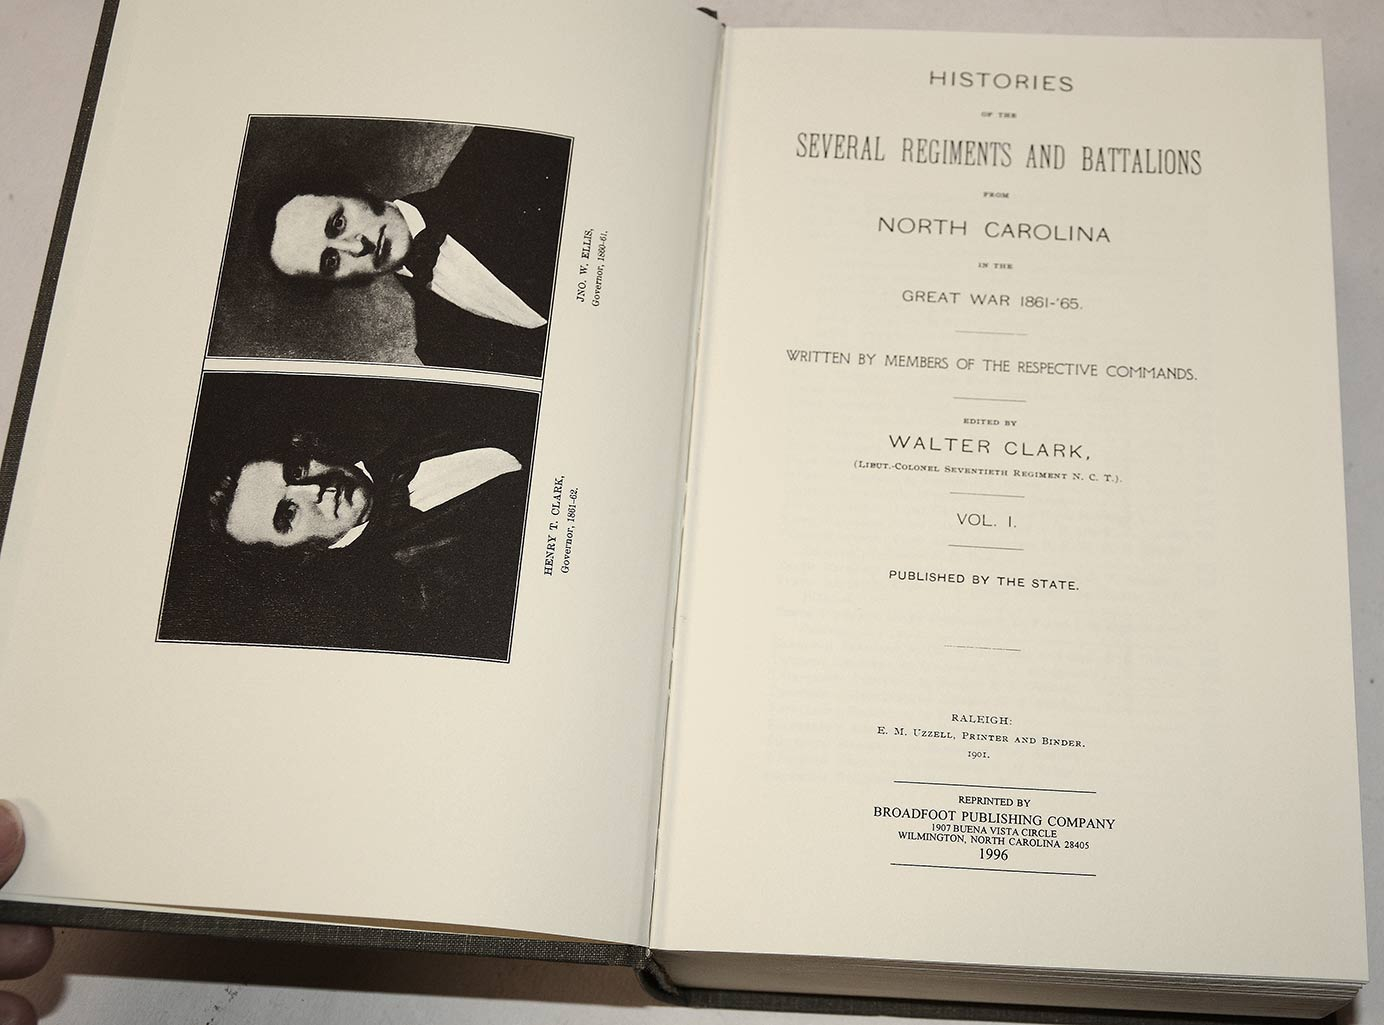 JNO. W. ELLIS,
Governor, 1860-61.
HENRY T. CLARK,
Governor, 1861-62.
HISTORIES
OF THE
SEVERAL REGIMENTS AND BATTALIONS
FROM
NORTH CAROLINA
IN THE
GREAT WAR 1861-'65.
WRITTEN BY MEMBERS OF THE RESPECTIVE COMMANDS.
EDITED BY
WALTER CLARK,
(LIEUT.-COLONEL SEVENTIETH REGIMENT N. C. T.).
VOL. I.
PUBLISHED BY THE STATE.
RALEIGH:
E. M. UZZELL, PRINTER AND BINDER.
1901.
REPRINTED BY
BROADFOOT PUBLISHING COMPANY
1907 BUENA VISTA CIRCLE
WILMINGTON, NORTH CAROLINA 28405
1996